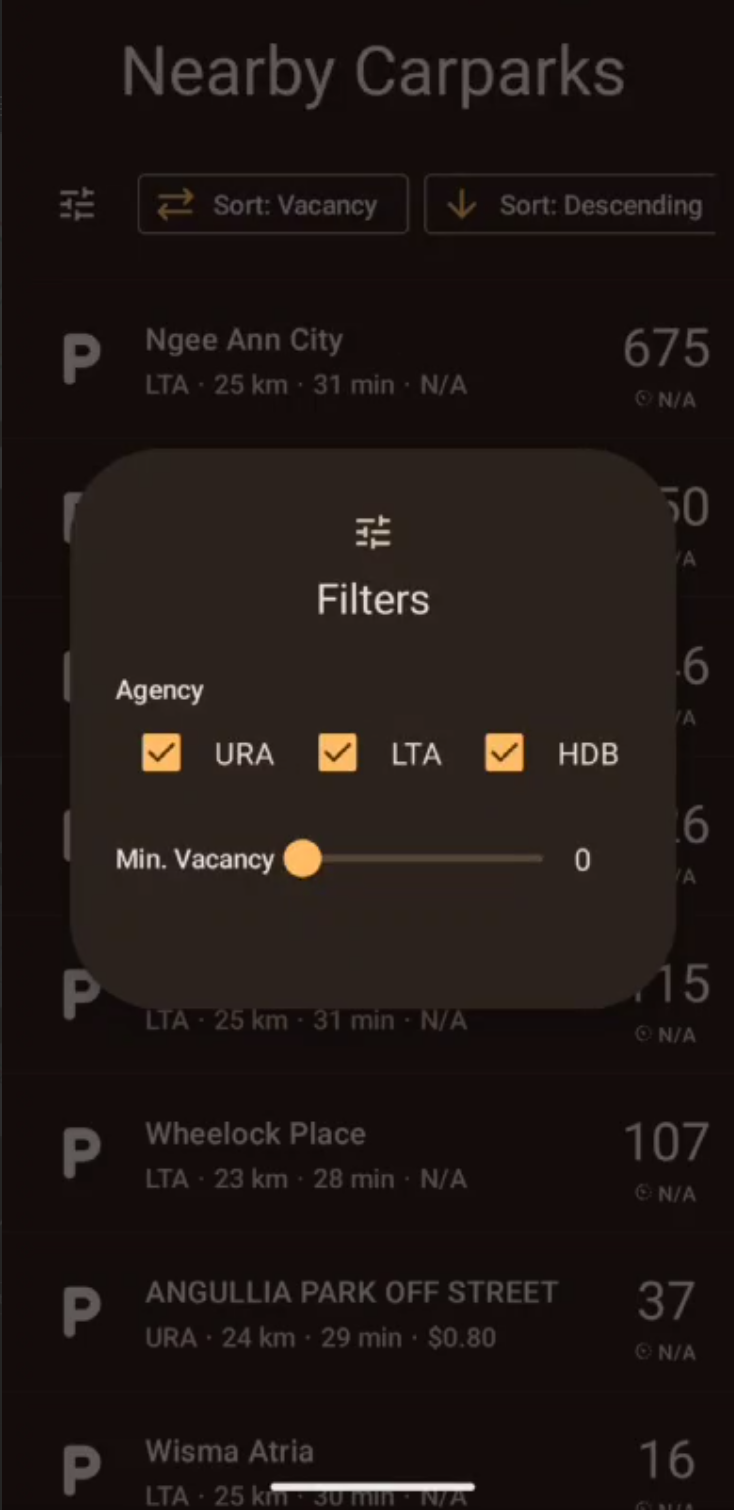 Nearby Carparks
Sort: Vacancy
Sort: Descending
P
Ngee Ann City
675
LTA · 25 km · 31 min · N/A
N/A
Filters
Agency
URA
LTA
HDB
Min. Vacancy
0
P
LTA · 25 km · 31 min · N/A
N/A
P
Wheelock Place
107
LTA · 23 km · 28 min · N/A
N/A
P
ANGULLIA PARK OFF STREET
37
URA · 24 km · 29 min · $0.80
N/A
P
Wisma Atria
16
LTA · 25 km · 30 min · N/A